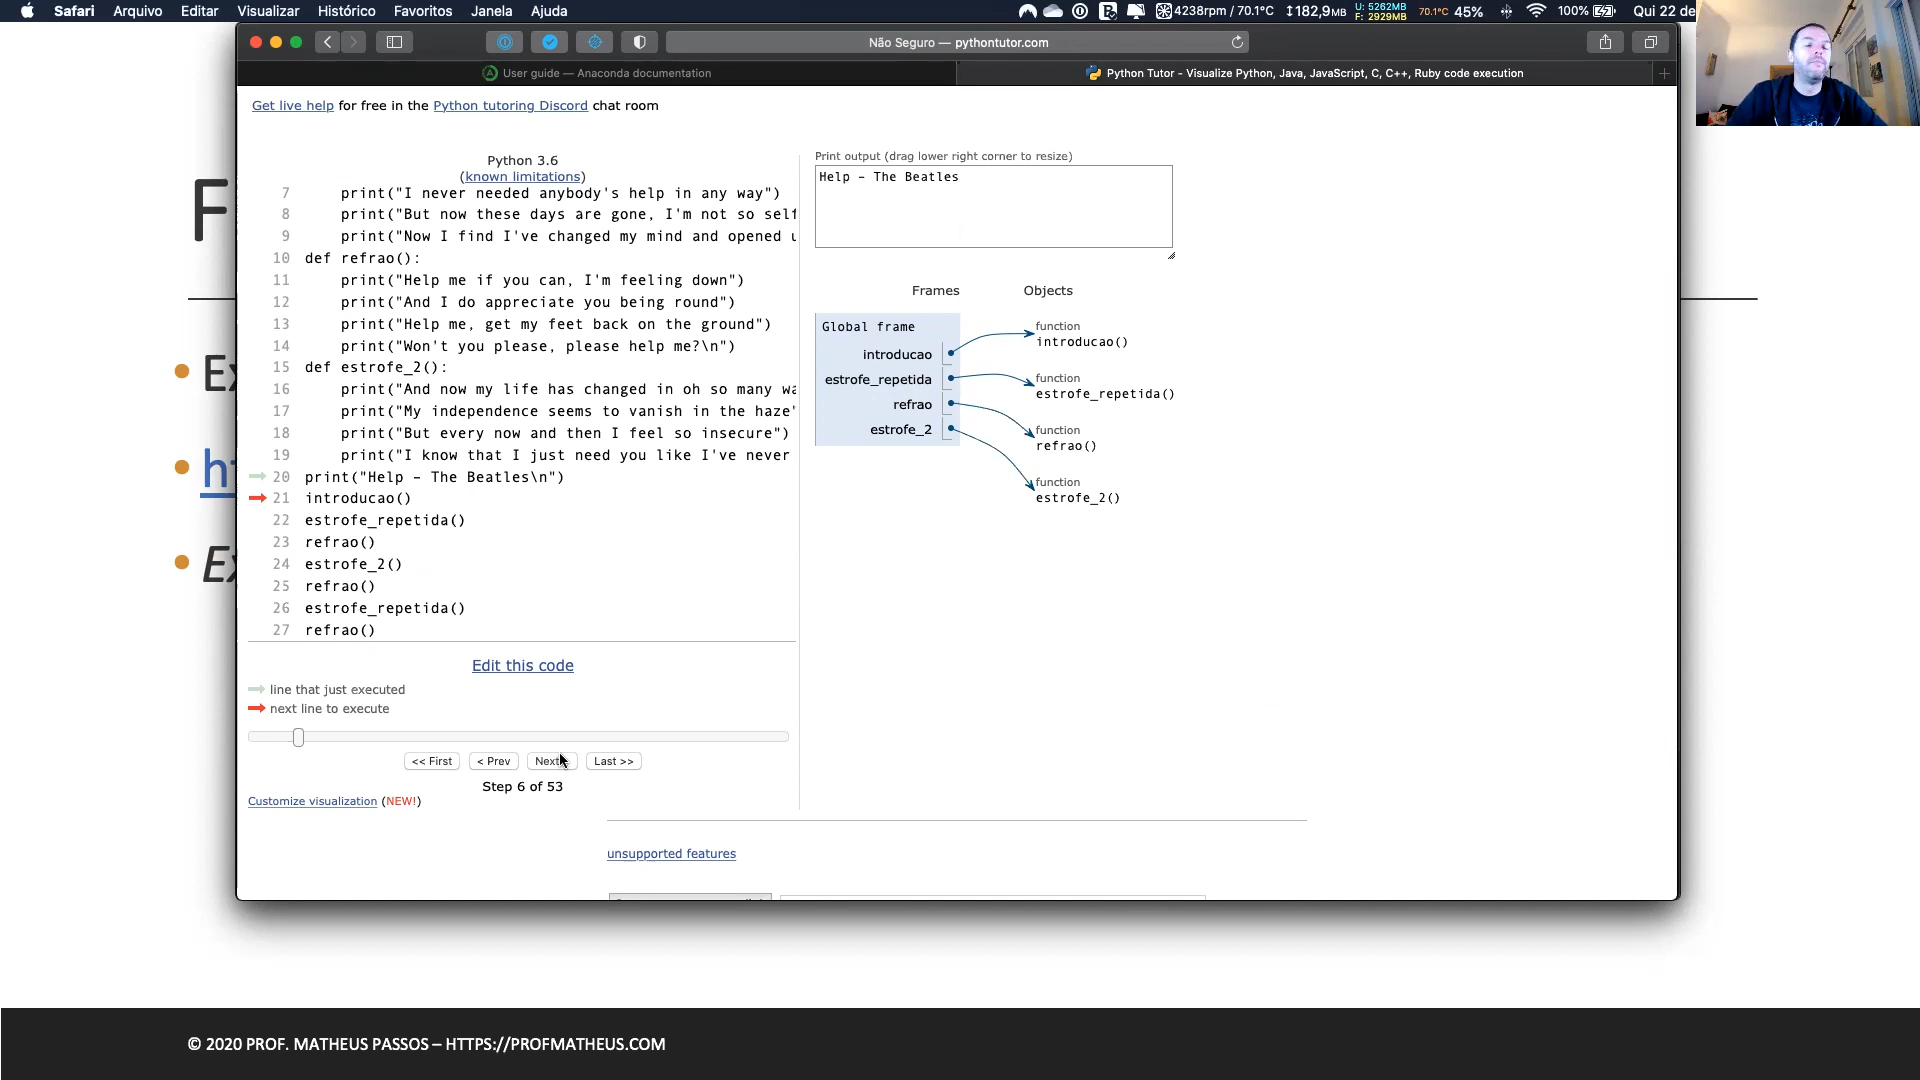 Safari Arquivo Editar Visualizar Histórico Favoritos Janela Ajuda
4238rpm / 70.1°C 182,9MB U: 5262MB F: 2929MB 70.1°C 45% 100% Qui 22 de
Não Seguro — pythontutor.com
User guide — Anaconda documentation
Python Tutor - Visualize Python, Java, JavaScript, C, C++, Ruby code execution
Get live help for free in the Python tutoring Discord chat room
Python 3.6
(known limitations)
7 print("I never needed anybody's help in any way")
8 print("But now these days are gone, I'm not so self
9 print("Now I find I've changed my mind and opened u
10 def refrao():
11 print("Help me if you can, I'm feeling down")
12 print("And I do appreciate you being round")
13 print("Help me, get my feet back on the ground")
14 print("Won't you please, please help me?\n")
15 def estrofe_2():
16 print("And now my life has changed in oh so many wa
17 print("My independence seems to vanish in the haze"
18 print("But every now and then I feel so insecure")
19 print("I know that I just need you like I've never
20 print("Help – The Beatles\n")
21 introducao()
22 estrofe_repetida()
23 refrao()
24 estrofe_2()
25 refrao()
26 estrofe_repetida()
27 refrao()
Edit this code
line that just executed
next line to execute
<< First < Prev Next Last >>
Step 6 of 53
Customize visualization (NEW!)
Print output (drag lower right corner to resize)
Help – The Beatles
Frames Objects
Global frame
introducao
estrofe_repetida
refrao
estrofe_2
function
introducao()
function
estrofe_repetida()
function
refrao()
function
estrofe_2()
unsupported features
F
Ex
ht
Ex
© 2020 PROF. MATHEUS PASSOS – HTTPS://PROFMATHEUS.COM